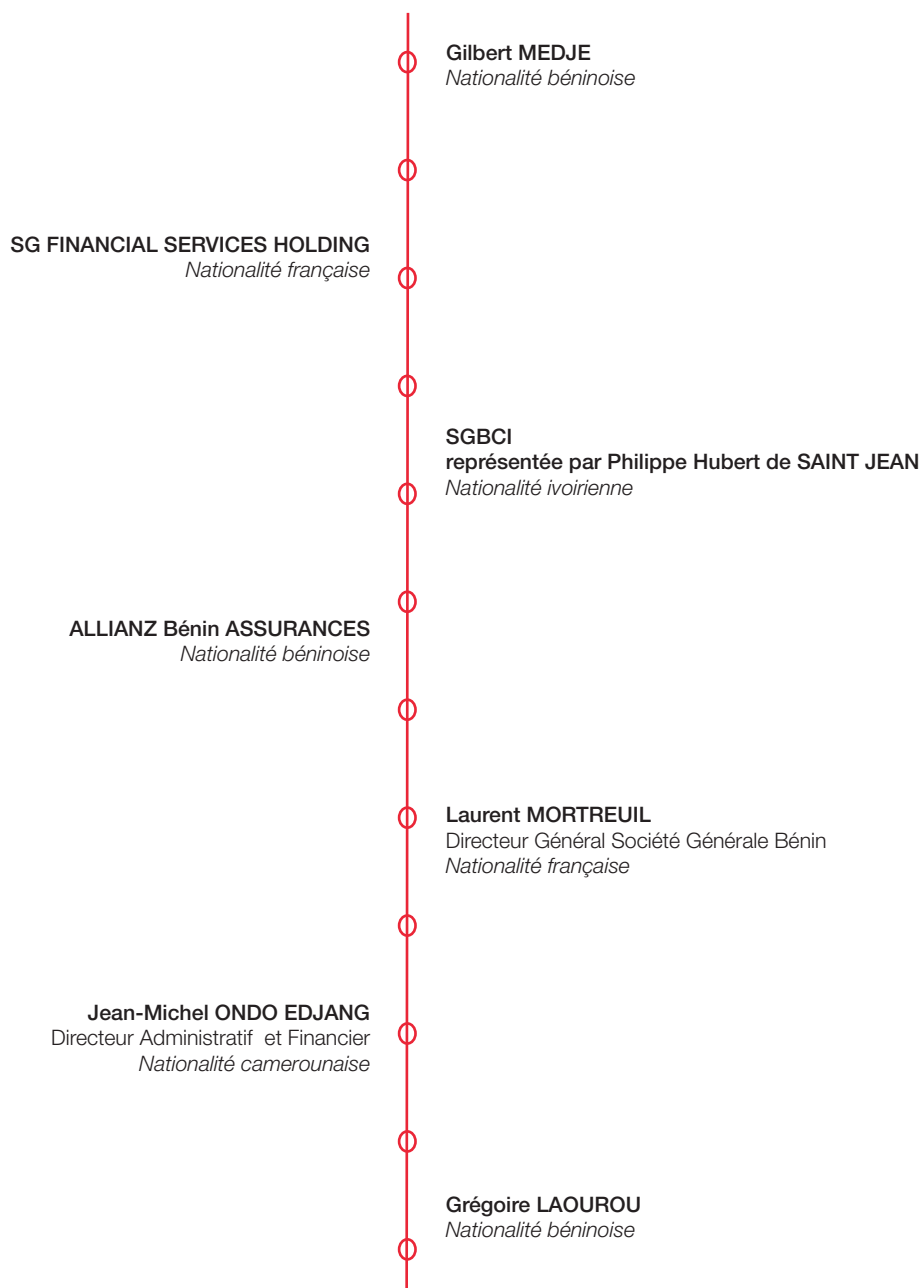 Gilbert MEDJE
Nationalité béninoise
SG FINANCIAL SERVICES HOLDING
Nationalité française
SGBCI
représentée par Philippe Hubert de SAINT JEAN
Nationalité ivoirienne
ALLIANZ Bénin ASSURANCES
Nationalité béninoise
Laurent MORTREUIL
Directeur Général Société Générale Bénin
Nationalité française
Jean-Michel ONDO EDJANG
Directeur Administratif et Financier
Nationalité camerounaise
Grégoire LAOUROU
Nationalité béninoise